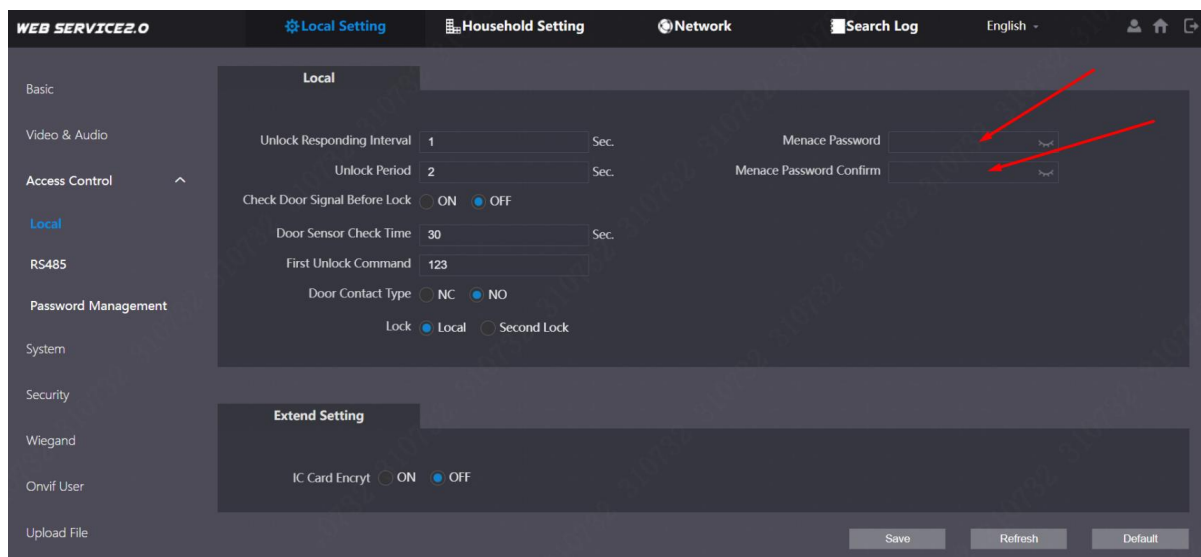 WEB SERVICE2.0 Local Setting Household Setting Network Search Log English
Basic
Video & Audio
Access Control
Local
RS485
Password Management
System
Security
Wiegand
Onvif User
Upload File
Local
Unlock Responding Interval 1 Sec. Menace Password
Unlock Period 2 Sec. Menace Password Confirm
Check Door Signal Before Lock ON OFF
Door Sensor Check Time 30 Sec.
First Unlock Command 123
Door Contact Type NC NO
Lock Local Second Lock
Extend Setting
IC Card Encryt ON OFF
Save Refresh Default
3107732